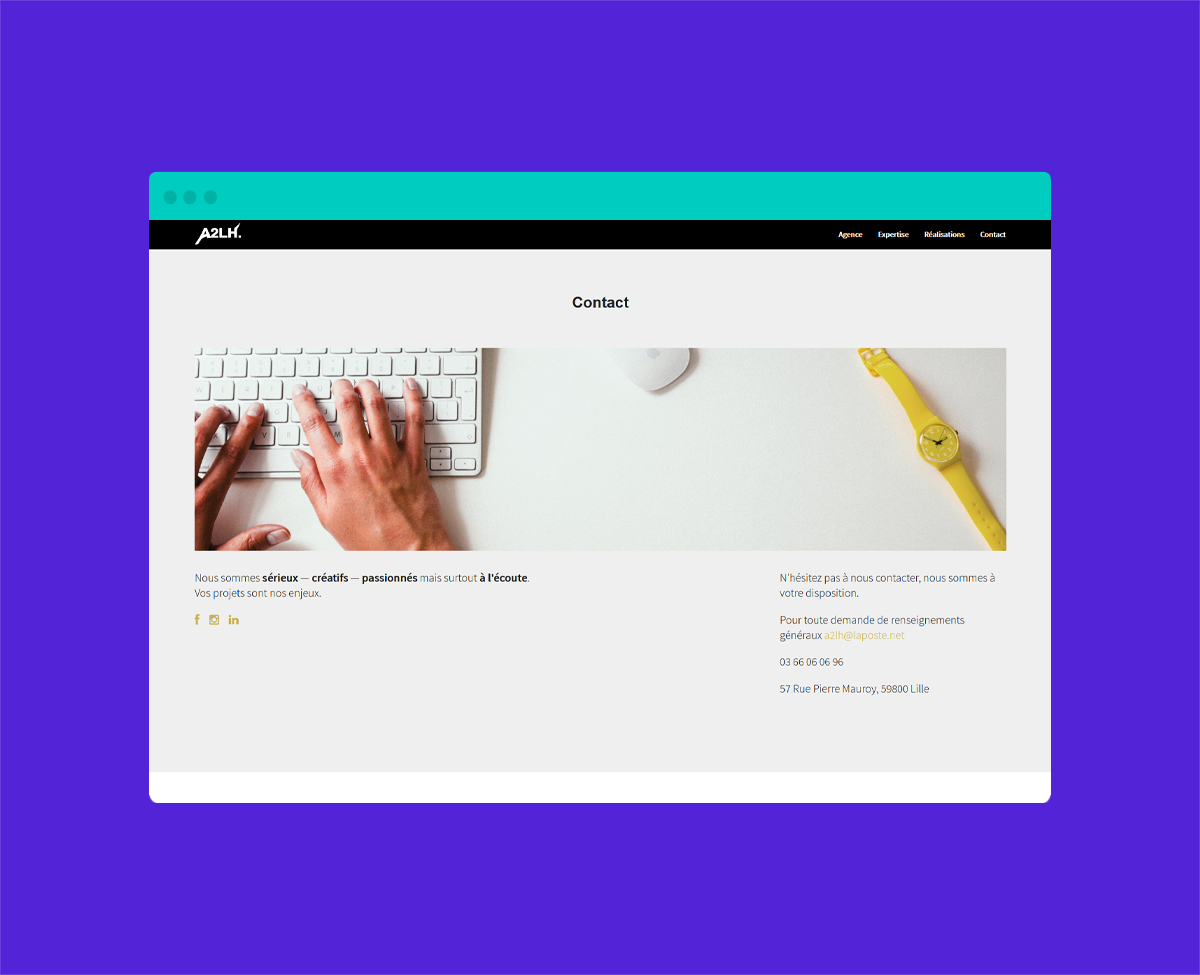 A2LH.
Agence Expertise Réalisations Contact
Contact
Nous sommes sérieux — créatifs — passionnés mais surtout à l'écoute.
Vos projets sont nos enjeux.
N'hésitez pas à nous contacter, nous sommes à
votre disposition.
Pour toute demande de renseignements
généraux a2lh@laposte.net
03 66 06 06 96
57 Rue Pierre Mauroy, 59800 Lille